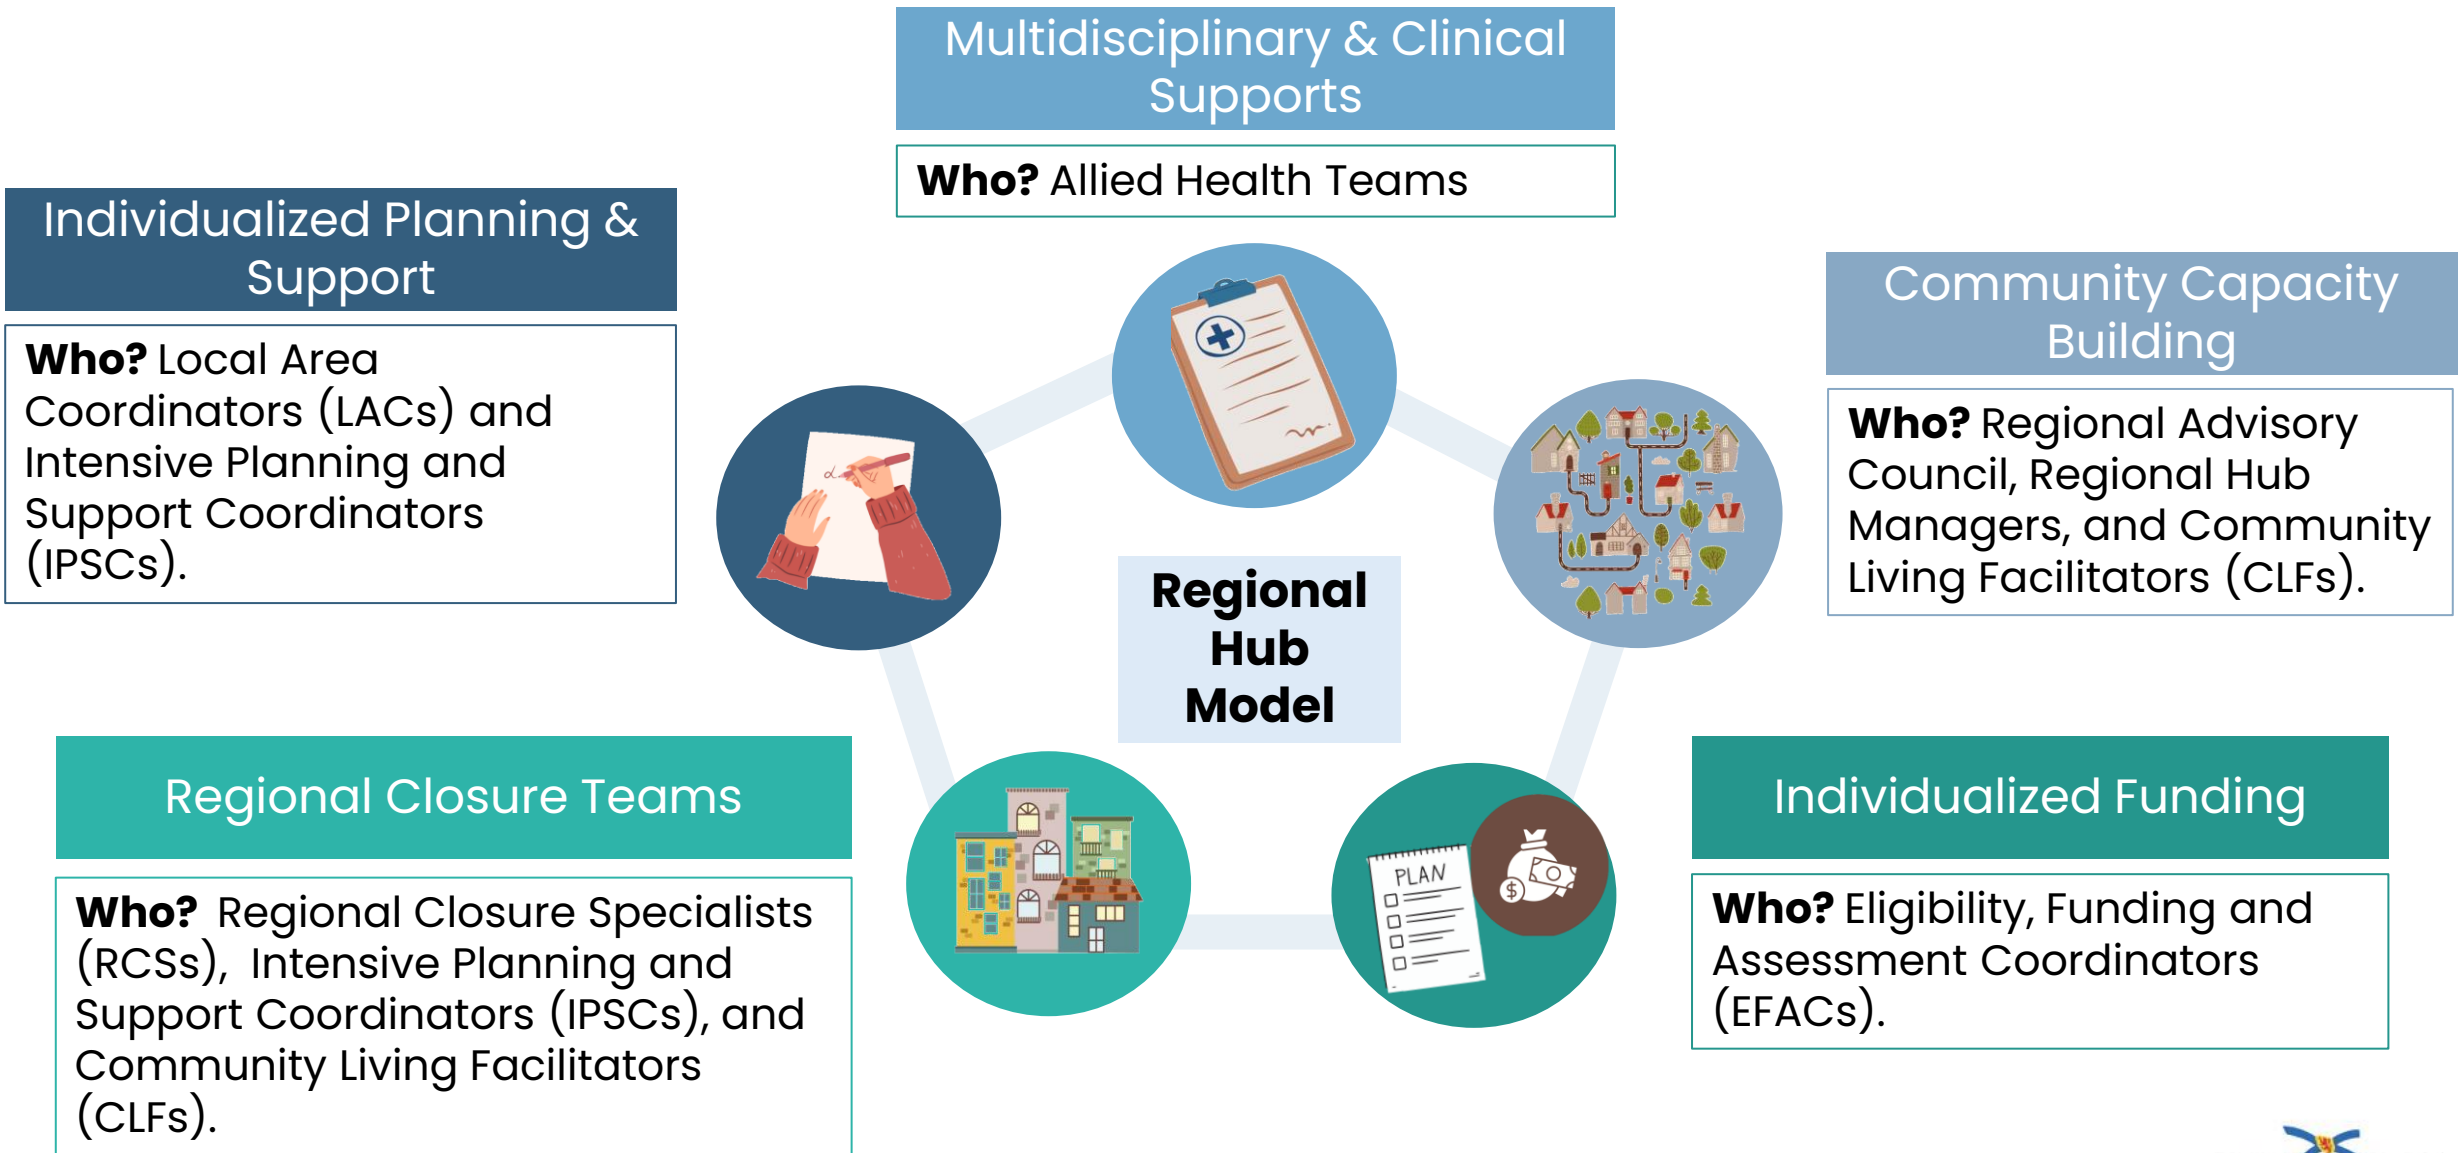 Multidisciplinary & Clinical
Supports
Who? Allied Health Teams
Individualized Planning &
Support
Who? Local Area
Coordinators (LACs) and
Intensive Planning and
Support Coordinators
(IPSCs).
Community Capacity
Building
Who? Regional Advisory
Council, Regional Hub
Managers, and Community
Living Facilitators (CLFs).
Regional
Hub
Model
Regional Closure Teams
Who? Regional Closure Specialists
(RCSs), Intensive Planning and
Support Coordinators (IPSCs), and
Community Living Facilitators
(CLFs).
PLAN
$
Individualized Funding
Who? Eligibility, Funding and
Assessment Coordinators
(EFACs).